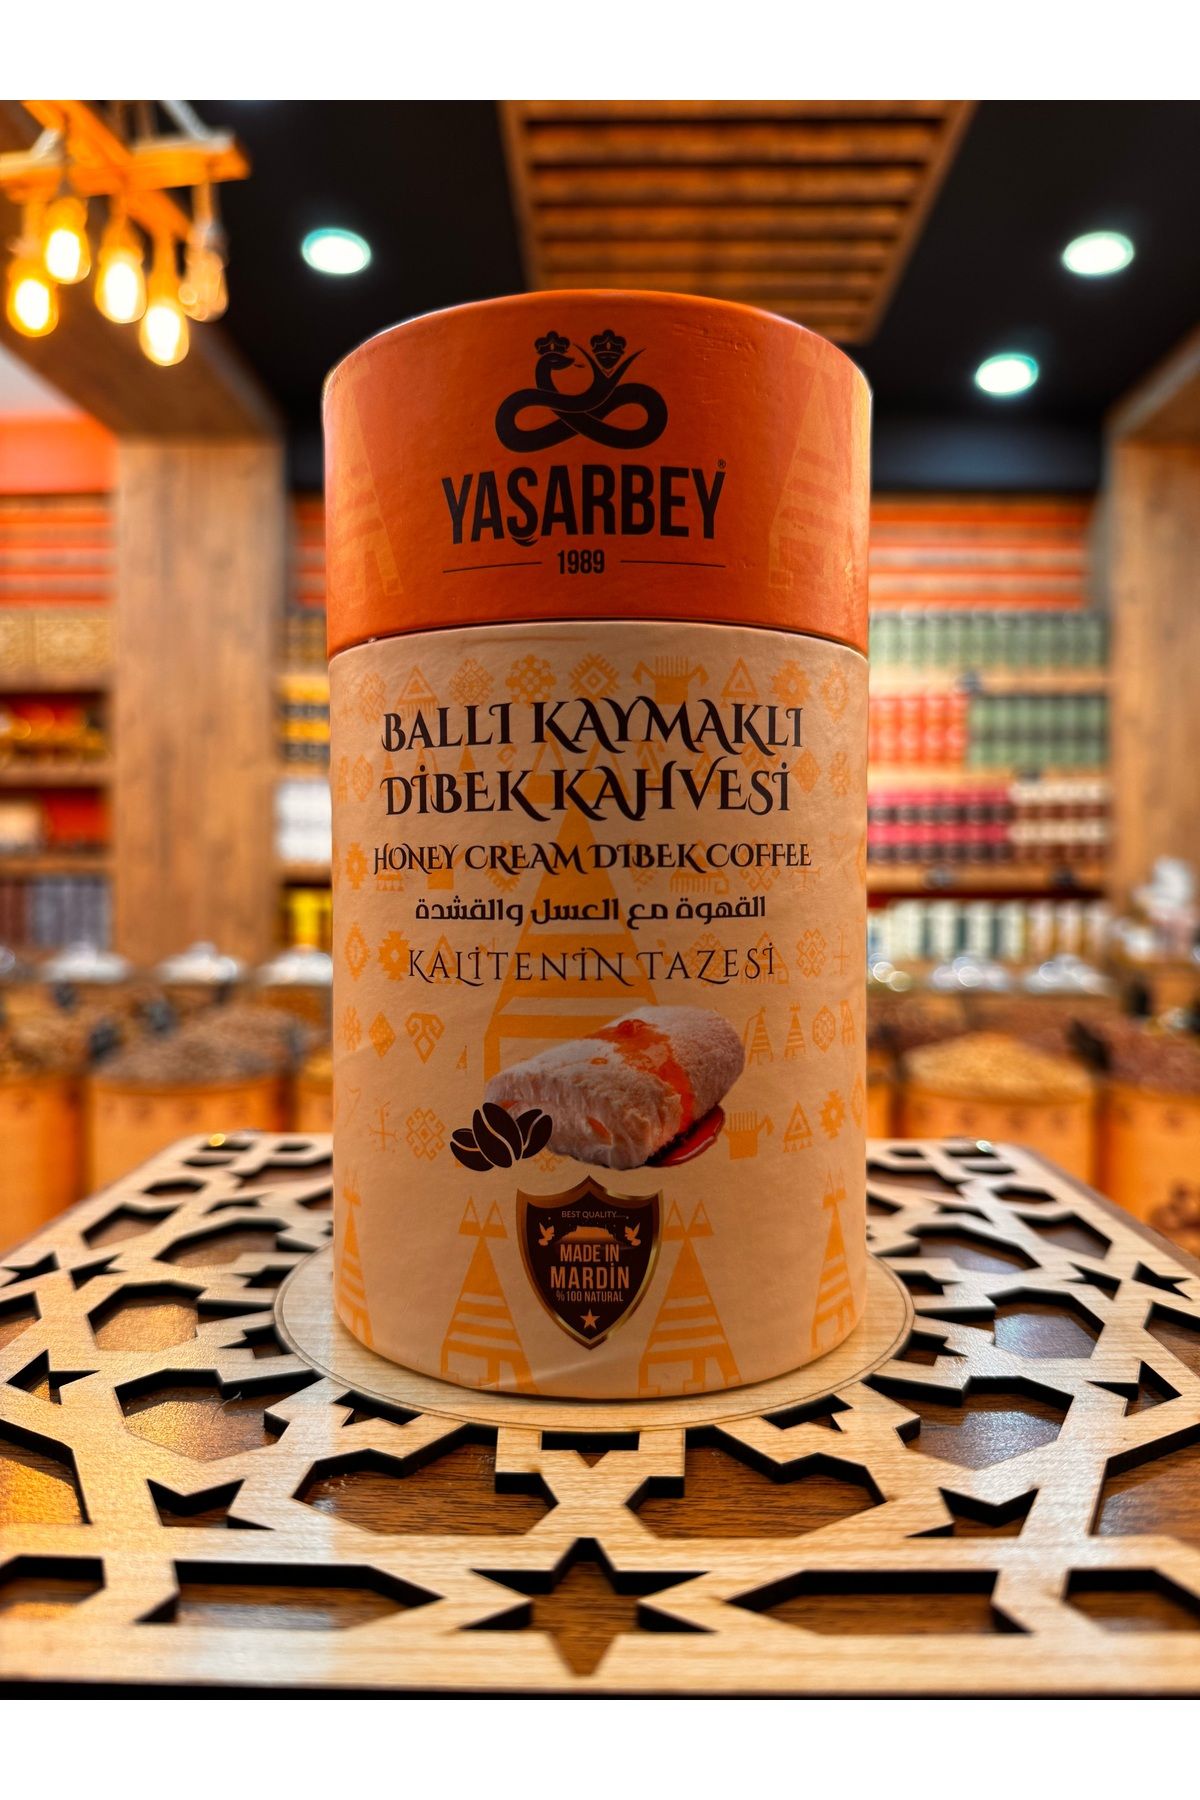 YAŞARBEY®
1989
BALLI KAYMAKLI
DİBEK KAHVESİ
HONEY CREAM DIBEK COFFEE
القهوة مع العسل والقشدة
KALİTENİN TAZESİ
BEST QUALITY....
MADE IN
MARDİN
%100 NATURAL